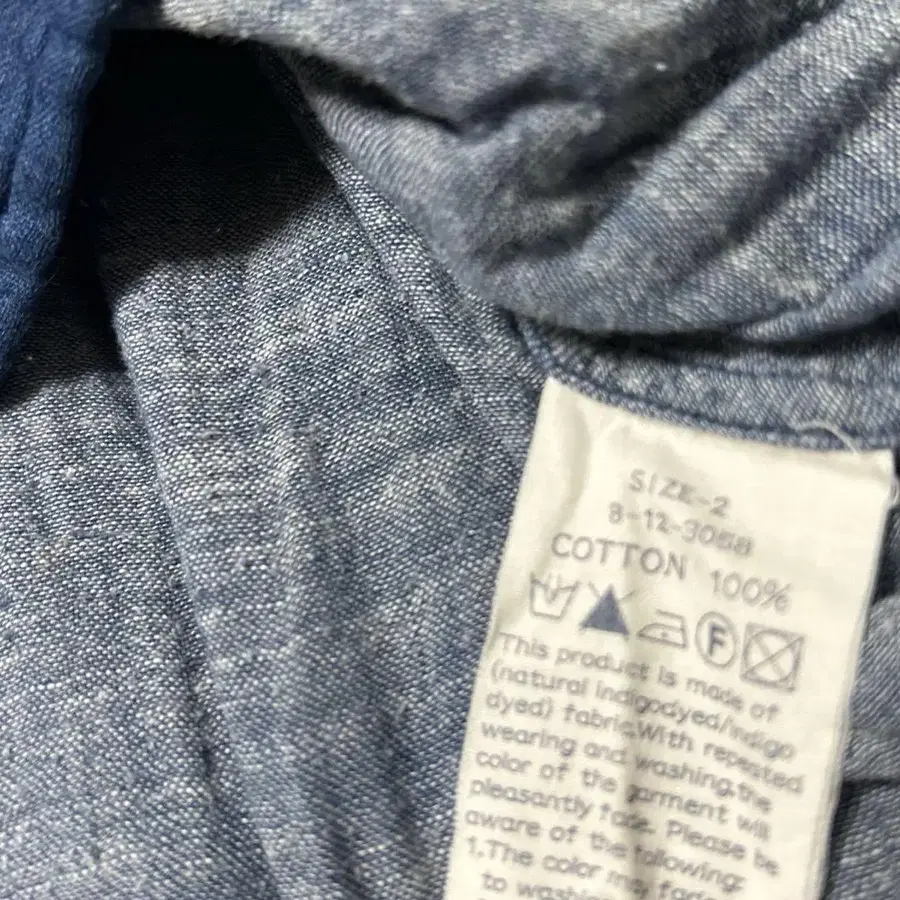 SIZE-2
8-12-3058
COTTON 100%
F
This product is made of
(natural indigodyed/indigo
dyed) fabric.With repeated
wearing and washing,the
color of the garment will
pleasantly fade. Please be
aware of the following:
1.The color may fade
to washing